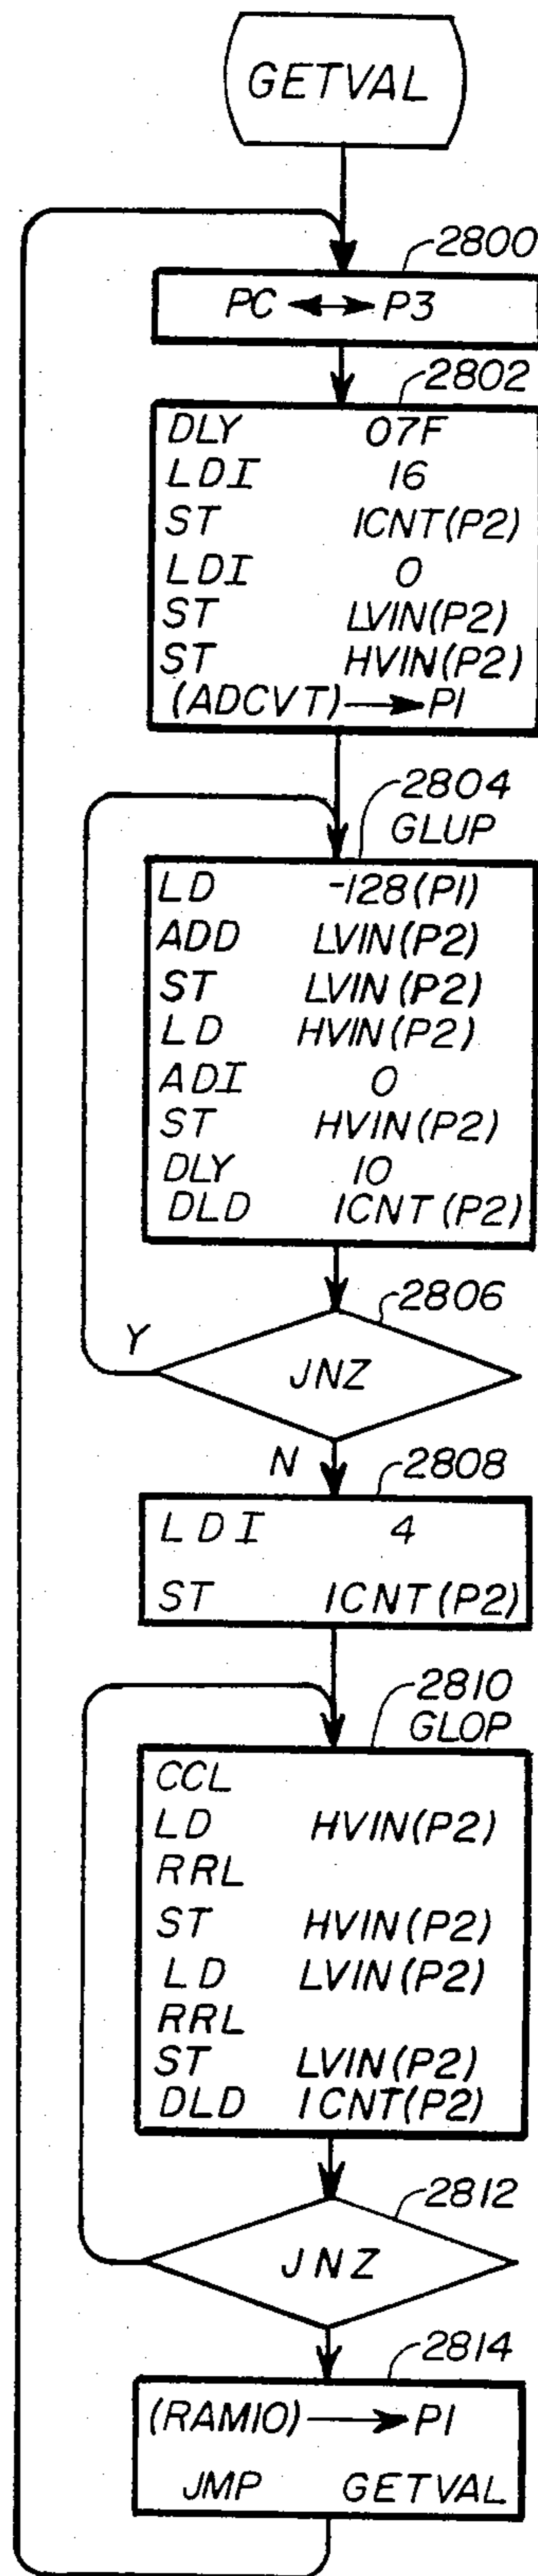 GETVAL
2800
PC ↔ P3
2802
DLY 07F
LDI 16
ST ICNT(P2)
LDI 0
ST LVIN(P2)
ST HVIN(P2)
(ADCVT) → P1
2804
GLUP
LD -128(P1)
ADD LVIN(P2)
ST LVIN(P2)
LD HVIN(P2)
ADI 0
ST HVIN(P2)
DLY 10
DLD ICNT(P2)
2806
Y
JNZ
N
2808
LDI 4
ST ICNT(P2)
2810
GLOP
CCL
LD HVIN(P2)
RRL
ST HVIN(P2)
LD LVIN(P2)
RRL
ST LVIN(P2)
DLD ICNT(P2)
2812
JNZ
2814
(RAMIO) → P1
JMP GETVAL